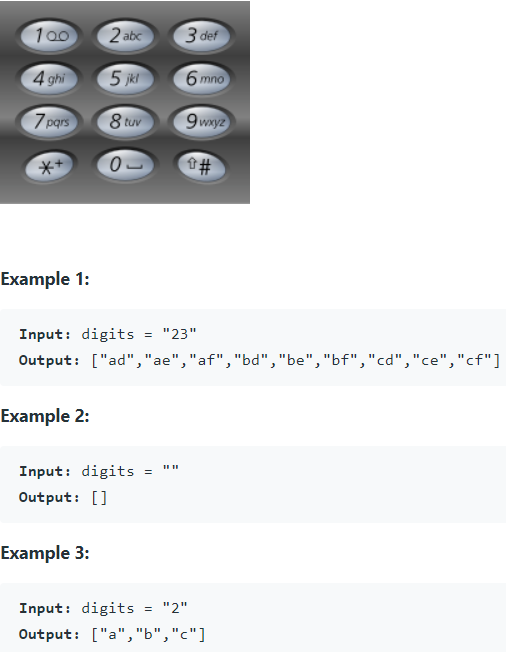 1 2 abc 3 def
4 ghi 5 jkl 6 mno
7 pqrs 8 tuv 9 wxyz
*+ 0 ⇧#
Example 1:
Input: digits = "23"
Output: ["ad","ae","af","bd","be","bf","cd","ce","cf"]
Example 2:
Input: digits = ""
Output: []
Example 3:
Input: digits = "2"
Output: ["a","b","c"]